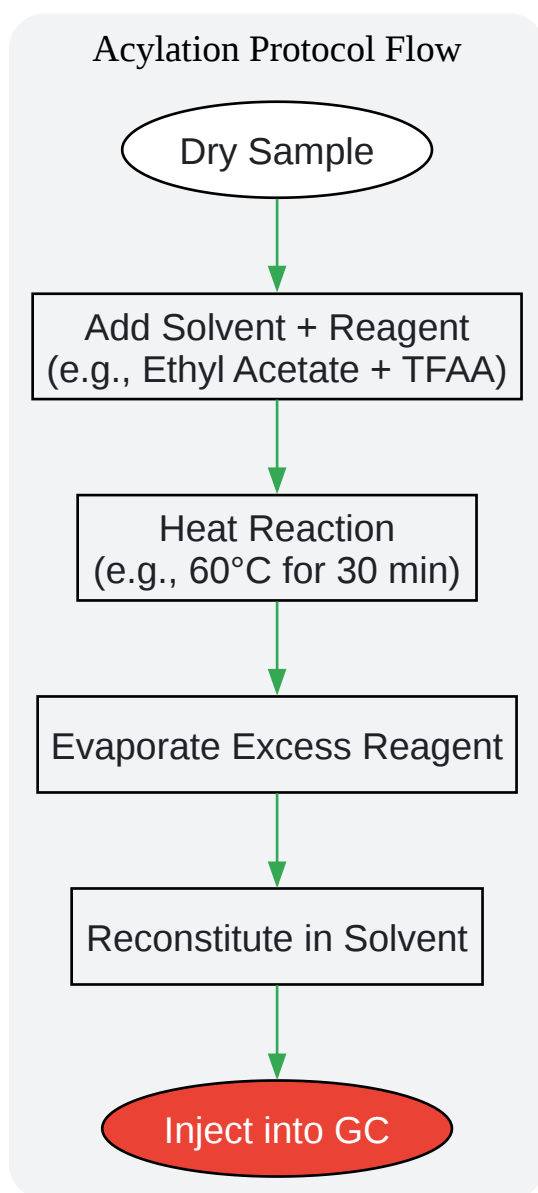 Acylation Protocol Flow
Dry Sample
Add Solvent + Reagent
(e.g., Ethyl Acetate + TFAA)
Heat Reaction
(e.g., 60°C for 30 min)
Evaporate Excess Reagent
Reconstitute in Solvent
Inject into GC